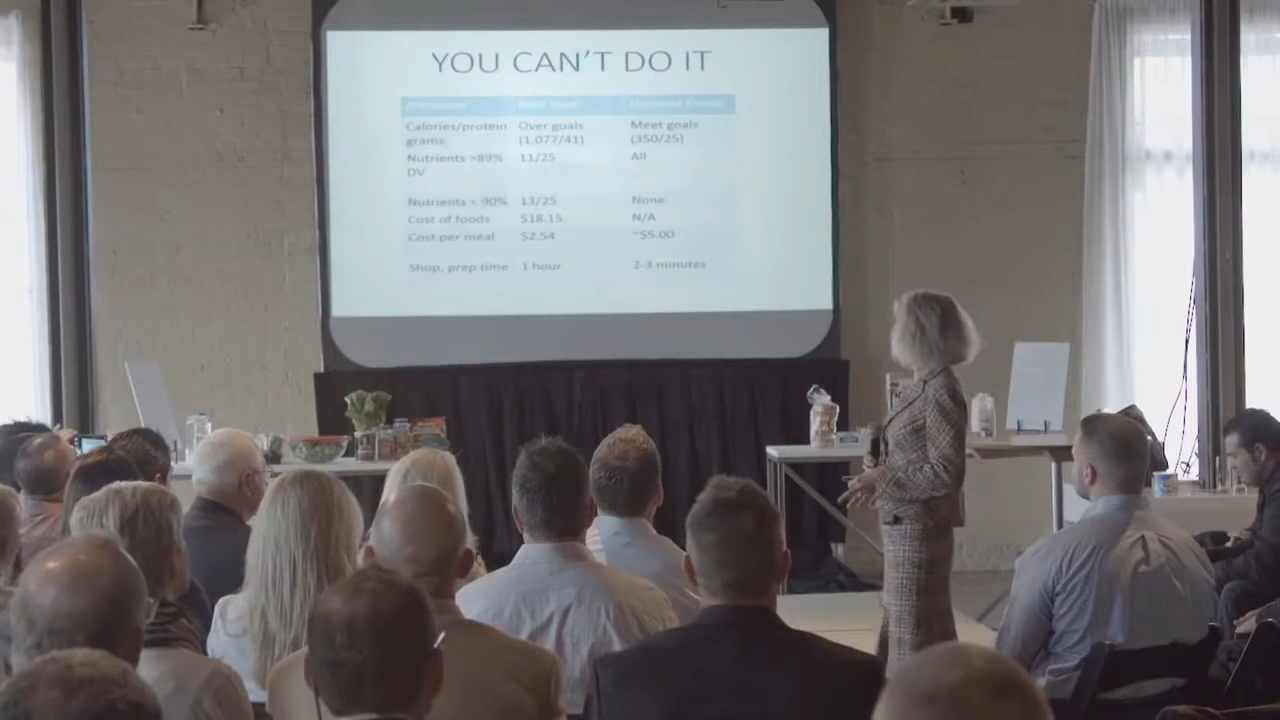 YOU CAN'T DO IT
Calories/protein Over goals Meet goals
grams (1,077/41) (350/25)
Nutrients >89% 11/25 All
DV
Nutrients < 90% 13/25 None
Cost of foods $18.15 N/A
Cost per meal $2.54 ~$5.00
Shop, prep time 1 hour 2-3 minutes